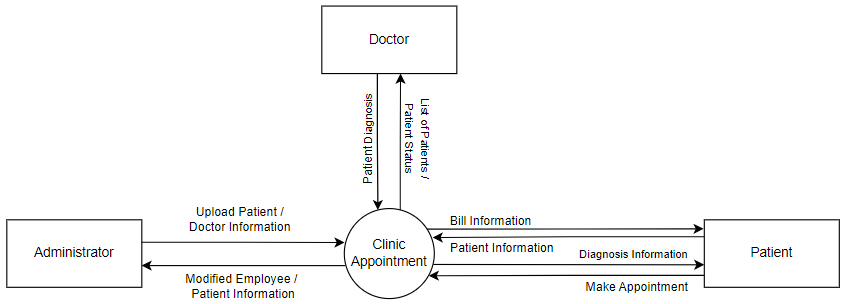 Doctor
Patient Diagnosis
List of Patients /
Patient Status
Upload Patient /
Doctor Information
Administrator
Modified Employee /
Patient Information
Clinic
Appointment
Bill Information
Patient Information
Diagnosis Information
Make Appointment
Patient